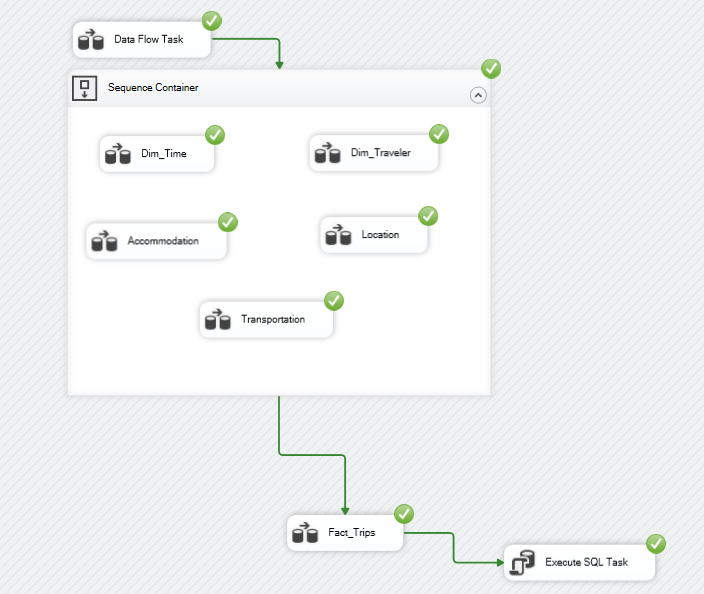 Data Flow Task
Sequence Container
Dim_Time
Dim_Traveler
Accommodation
Location
Transportation
Fact_Trips
Execute SQL Task